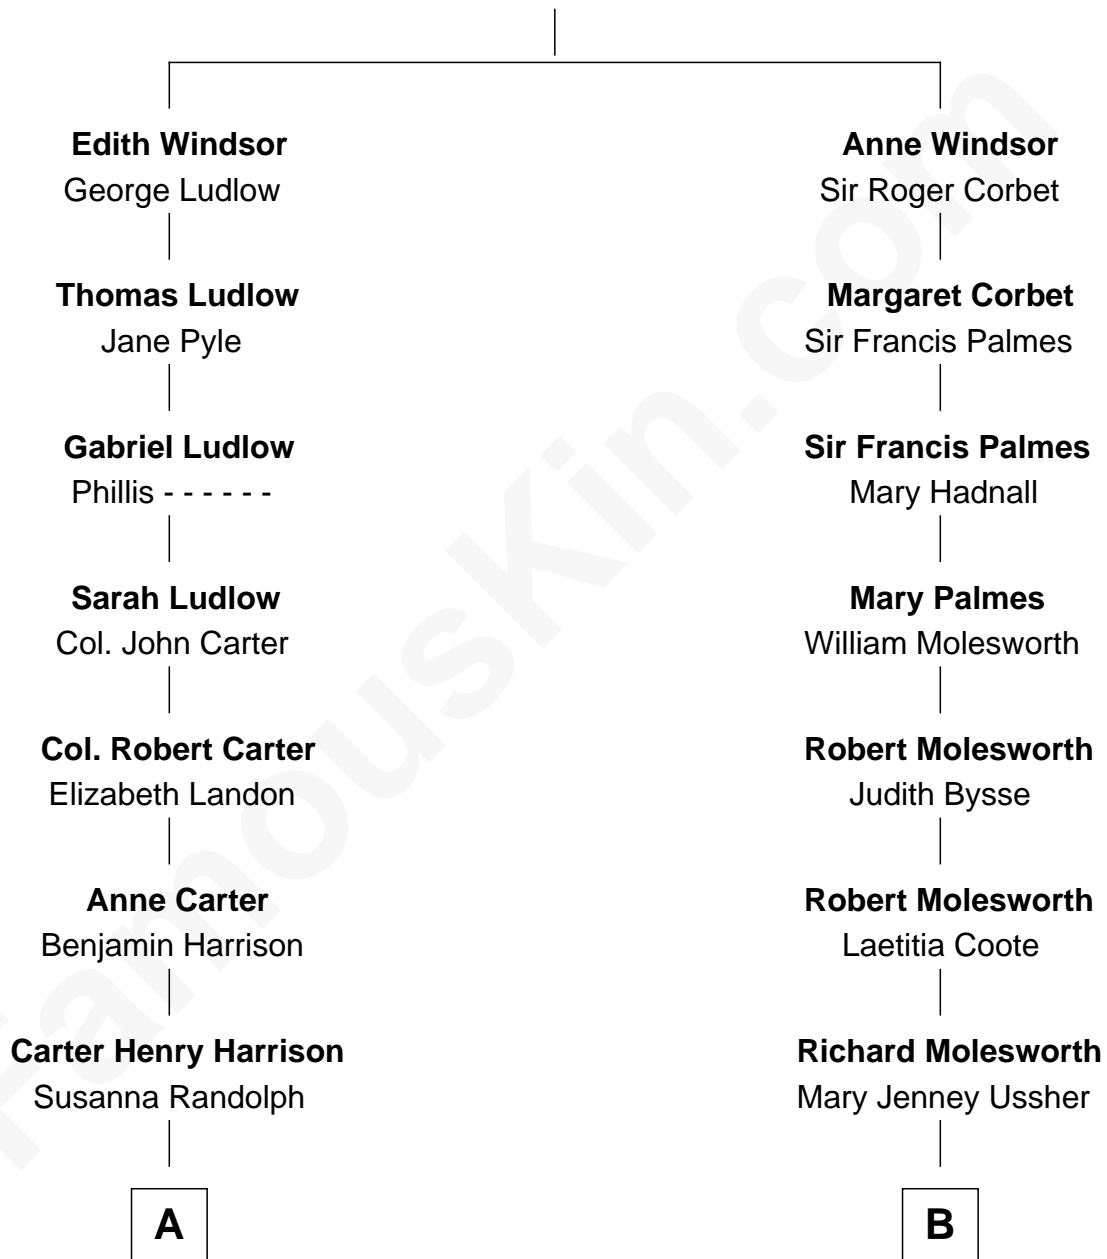 Edith Windsor
George Ludlow
Thomas Ludlow
Jane Pyle
Gabriel Ludlow
Phillis - - - - - -
Sarah Ludlow
Col. John Carter
Col. Robert Carter
Elizabeth Landon
Anne Carter
Benjamin Harrison
Carter Henry Harrison
Susanna Randolph
A
Anne Windsor
Sir Roger Corbet
Margaret Corbet
Sir Francis Palmes
Sir Francis Palmes
Mary Hadnall
Mary Palmes
William Molesworth
Robert Molesworth
Judith Bysse
Robert Molesworth
Laetitia Coote
Richard Molesworth
Mary Jenney Ussher
B
FamousKin.com